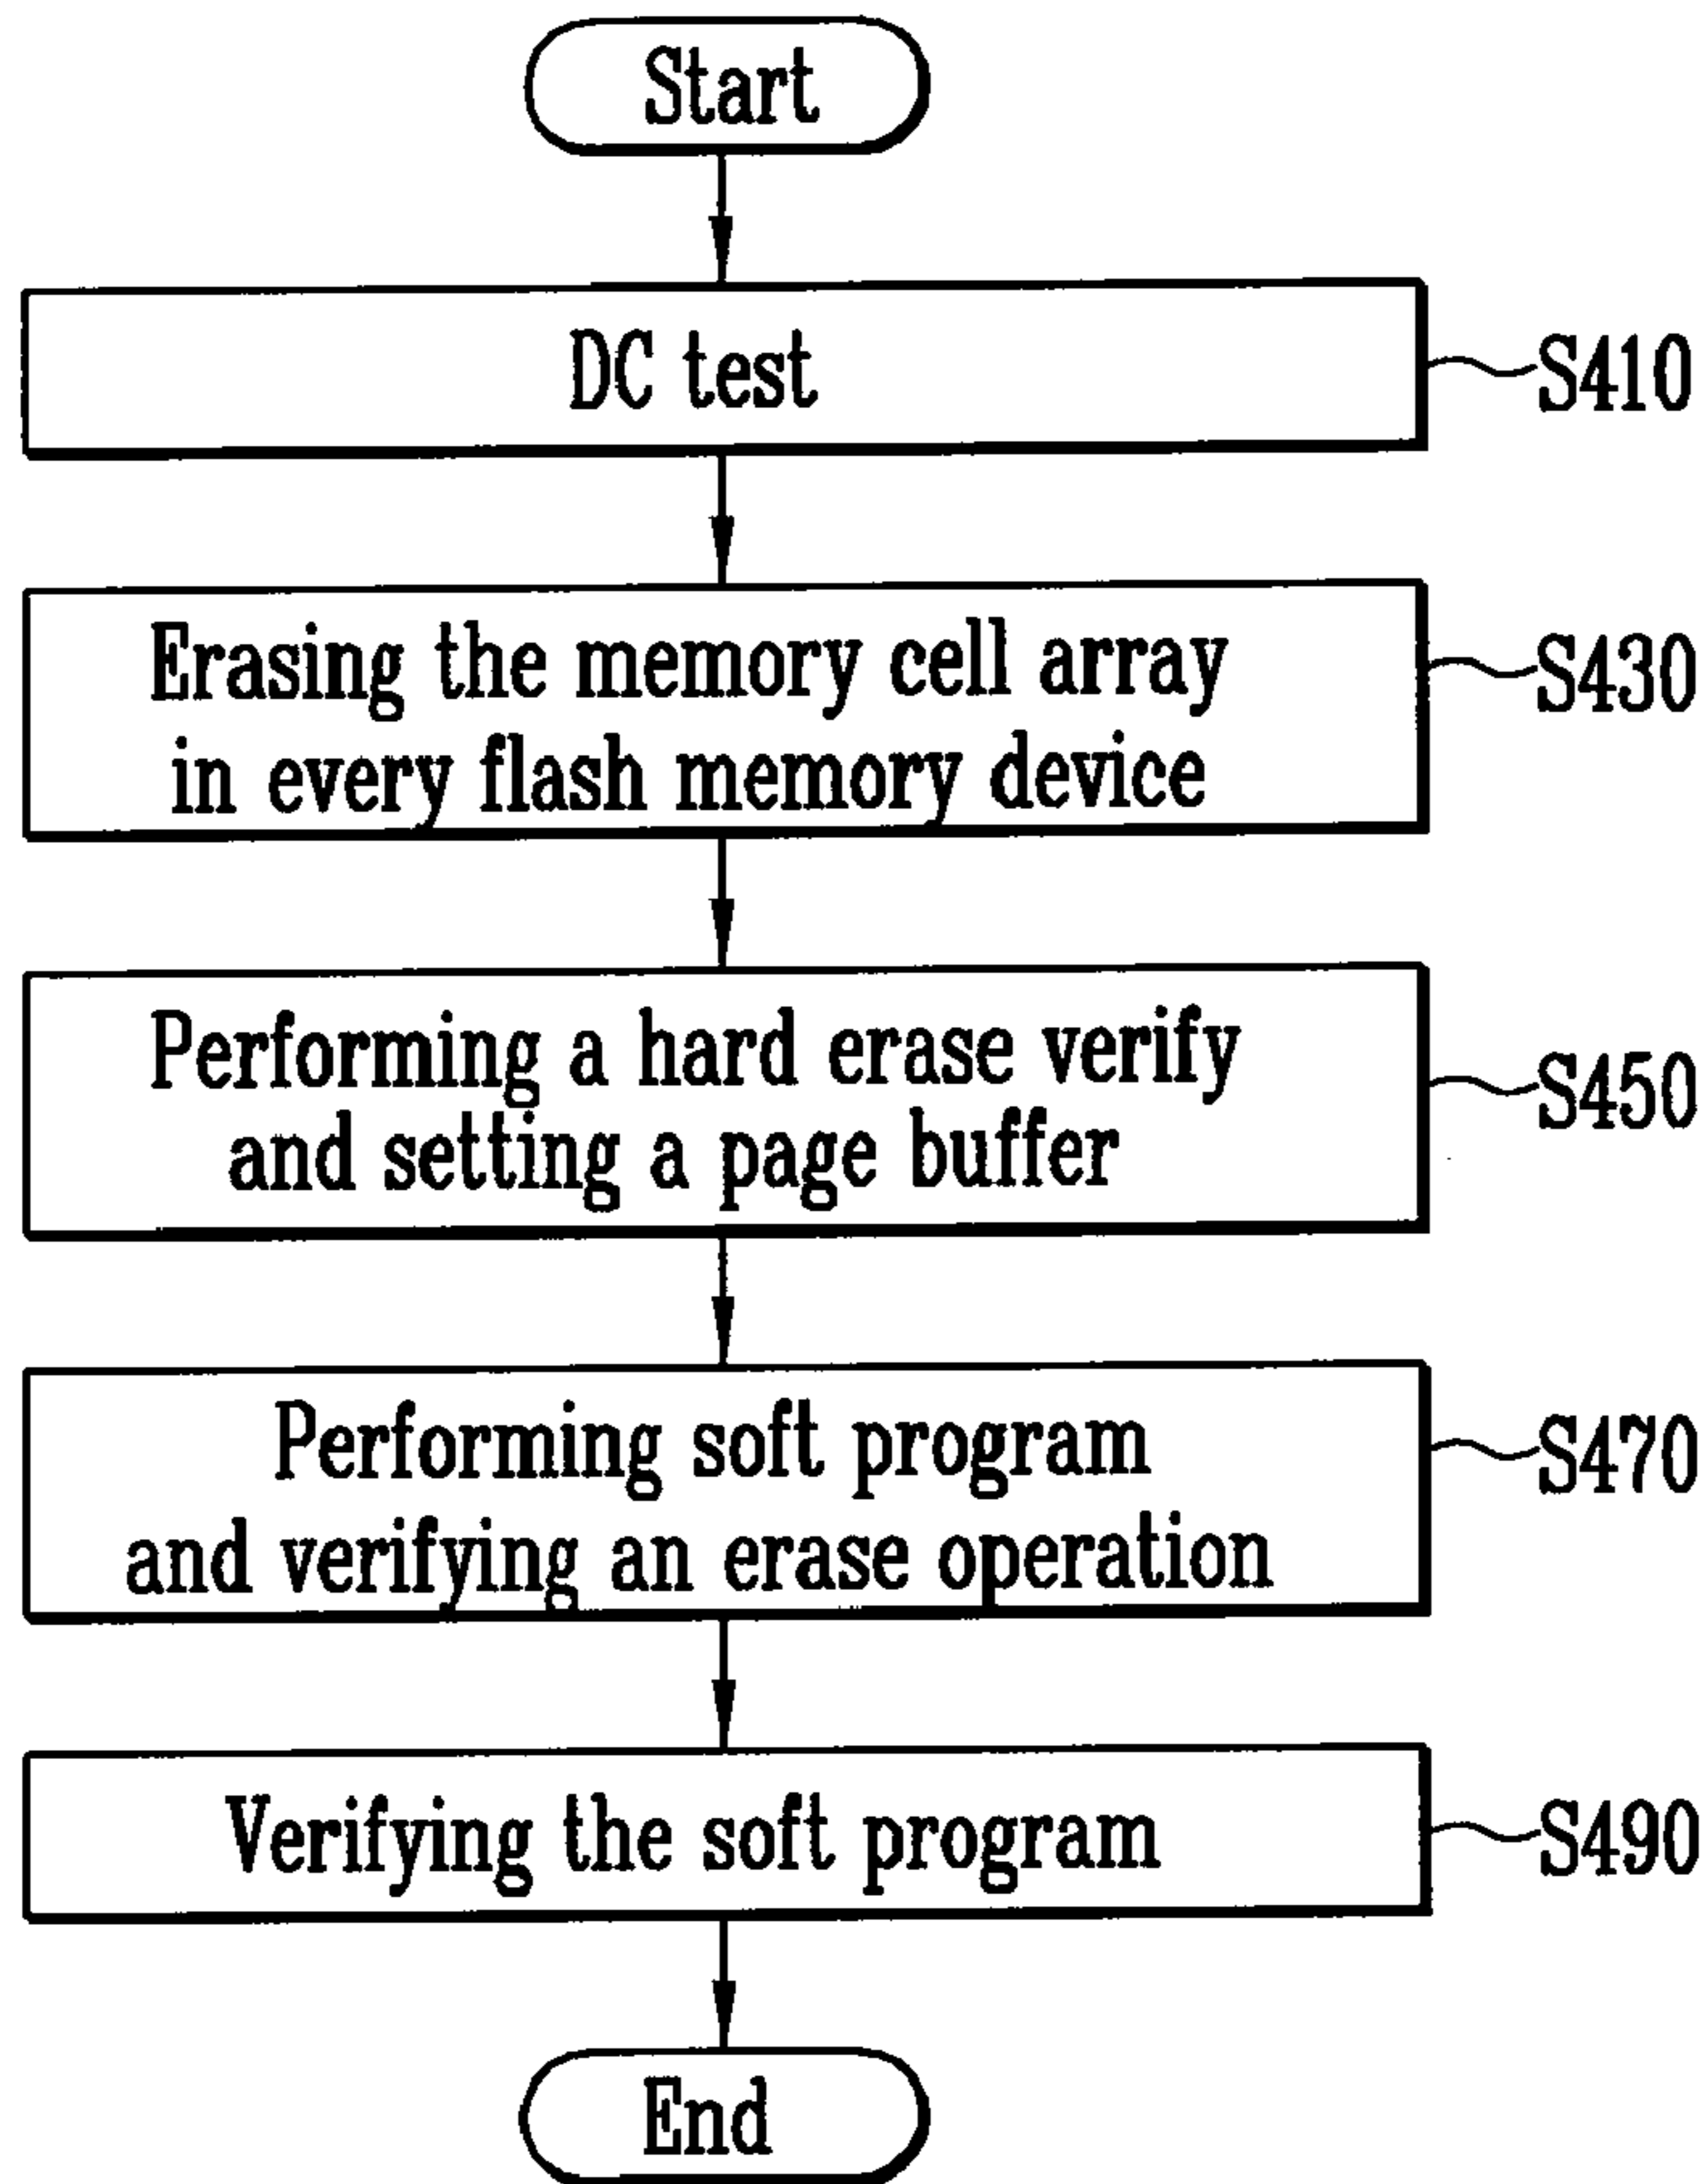 Start
DC test
S410
Erasing the memory cell array
in every flash memory device
S430
Performing a hard erase verify
and setting a page buffer
S450
Performing soft program
and verifying an erase operation
S470
Verifying the soft program
S490
End